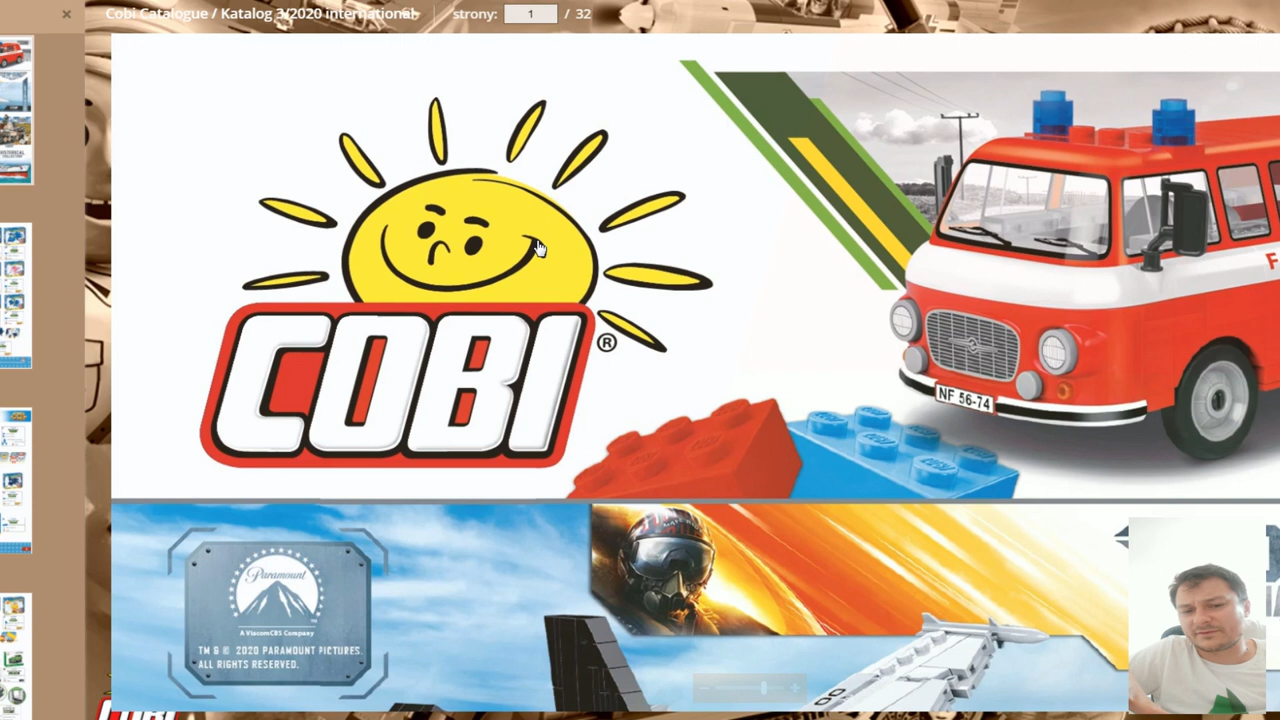 Cobi Catalogue / Katalog 3/2020 international
strony: 1 / 32
COBI
®
NF 56-74
F
Paramount
A ViacomCBS Company
TM & © 2020 PARAMOUNT PICTURES.
ALL RIGHTS RESERVED.
COBI